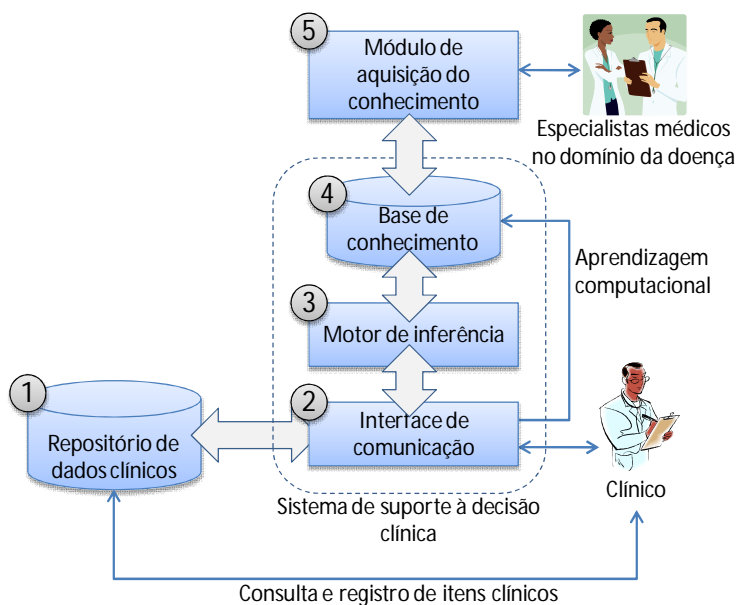 5
Módulo de
aquisição do
conhecimento
Especialistas médicos
no domínio da doença
4
Base de
conhecimento
Aprendizagem
computacional
3
Motor de inferência
1
Repositório de
dados clínicos
2
Interface de
comunicação
Clínico
Sistema de suporte à decisão
clínica
Consulta e registro de itens clínicos